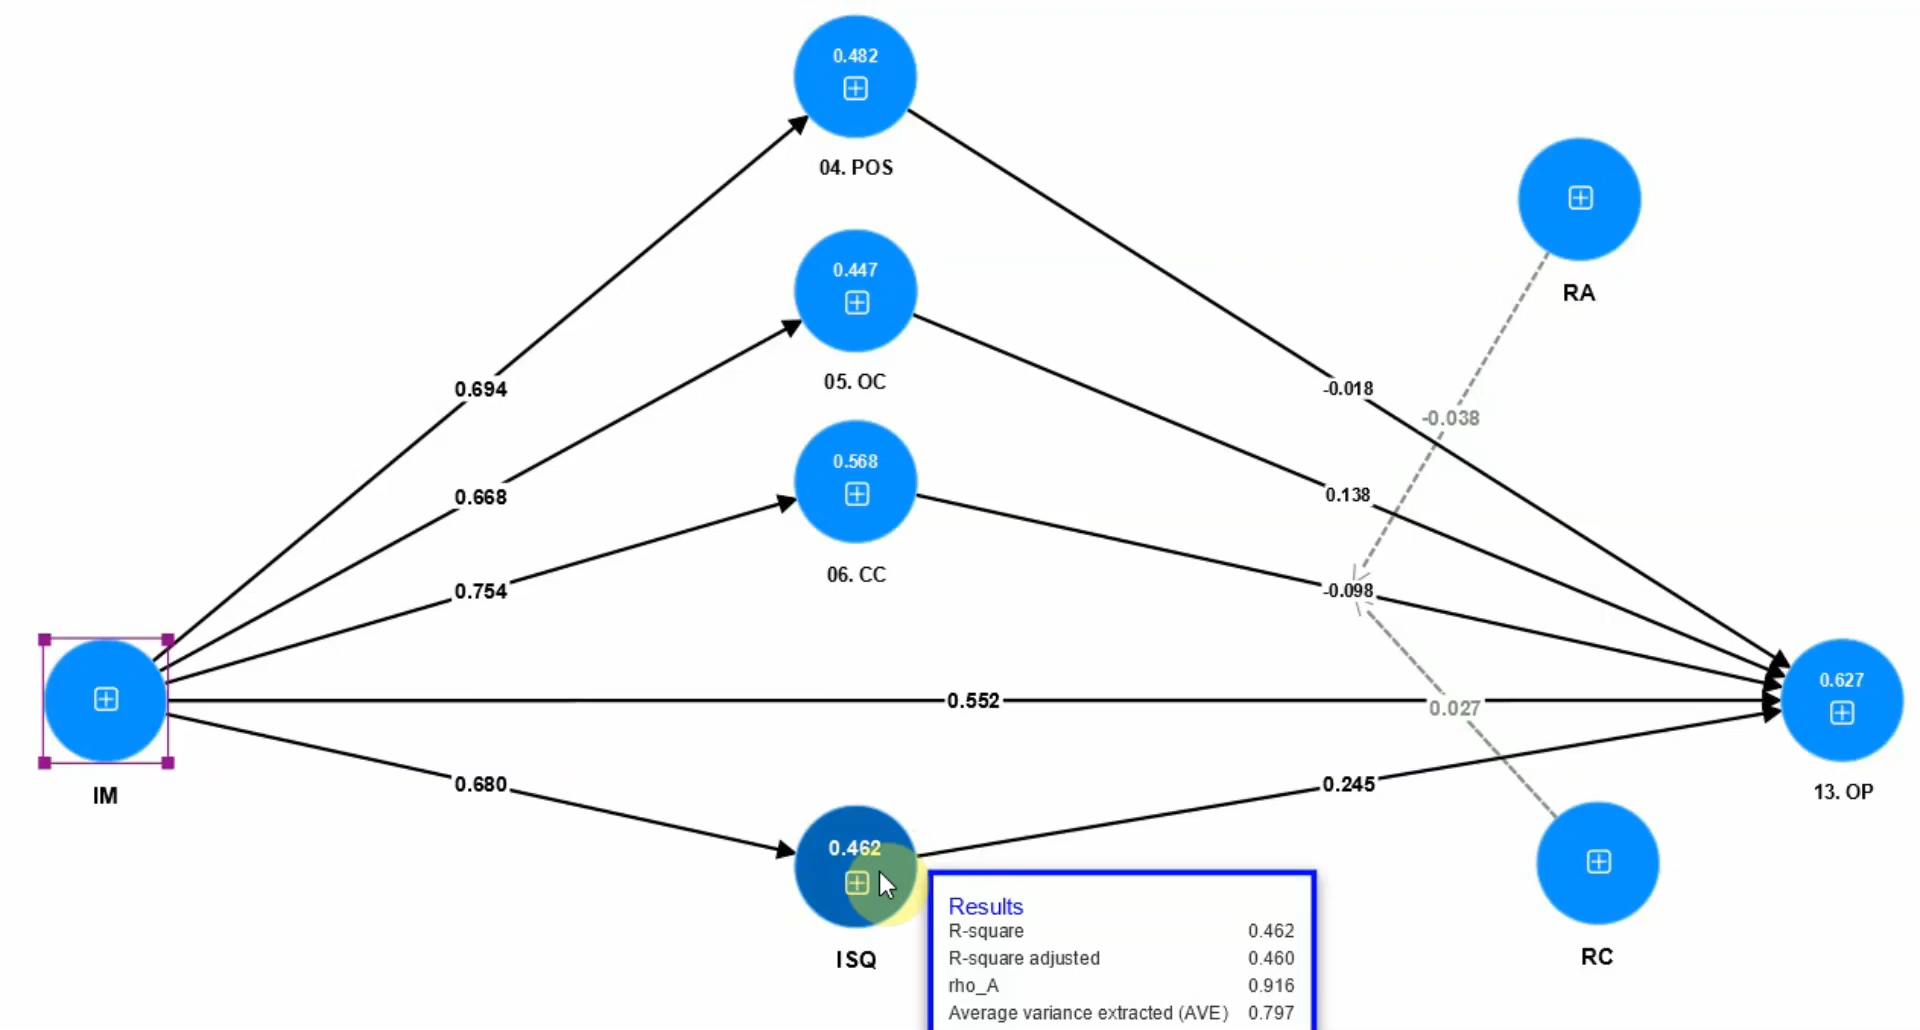 0.482
04. POS
RA
0.447
05. OC
0.694
-0.018
-0.038
0.568
0.668
0.138
06. CC
0.754
-0.098
IM
0.552
0.027
0.627
13. OP
0.680
0.245
0.462
ISQ
RC
Results
R-square 0.462
R-square adjusted 0.460
rho_A 0.916
Average variance extracted (AVE) 0.797